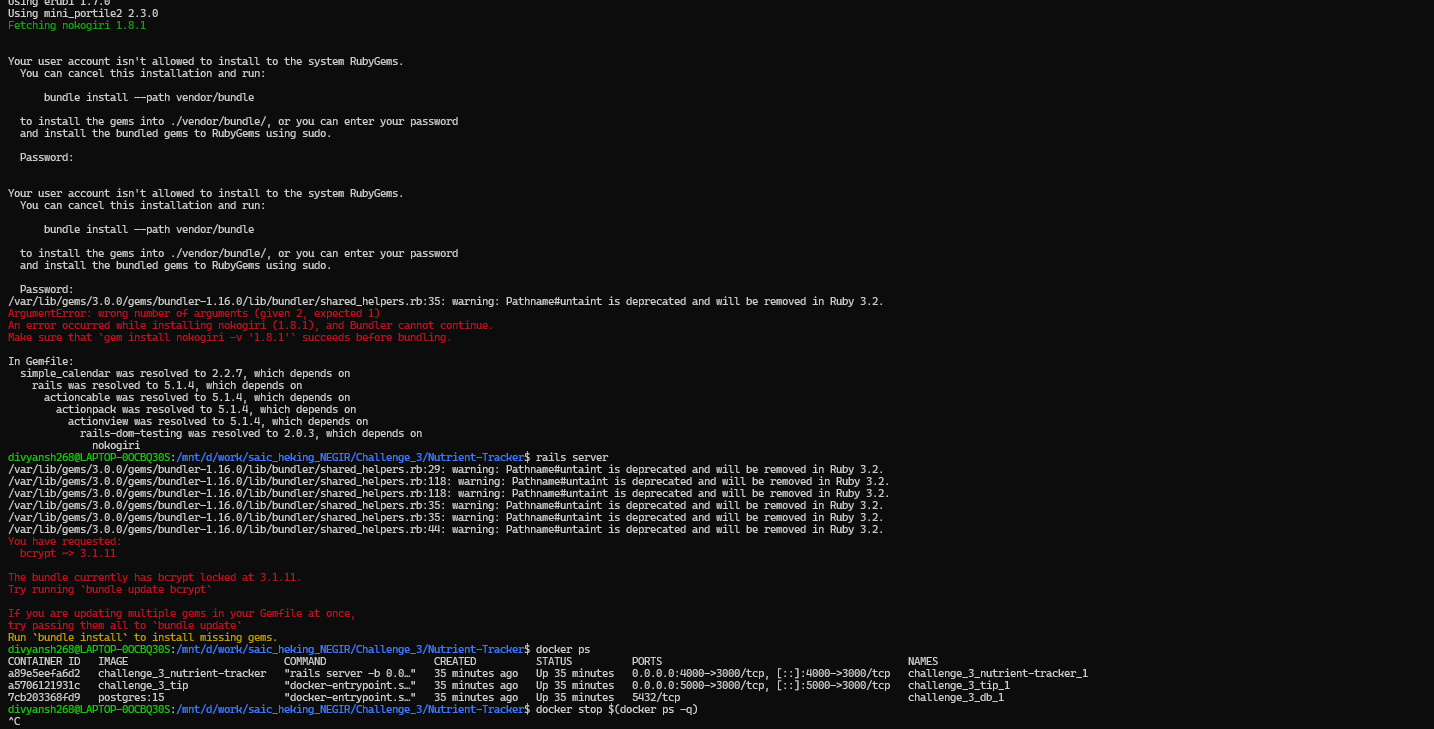 Using erubi 1.7.0
Using mini_portile2 2.3.0
Fetching nokogiri 1.8.1
Your user account isn't allowed to install to the system RubyGems.
  You can cancel this installation and run:
      bundle install --path vendor/bundle
  to install the gems into ./vendor/bundle/, or you can enter your password
  and install the bundled gems to RubyGems using sudo.
  Password:
Your user account isn't allowed to install to the system RubyGems.
  You can cancel this installation and run:
      bundle install --path vendor/bundle
  to install the gems into ./vendor/bundle/, or you can enter your password
  and install the bundled gems to RubyGems using sudo.
  Password:
/var/lib/gems/3.0.0/gems/bundler-1.16.0/lib/bundler/shared_helpers.rb:35: warning: Pathname#untaint is deprecated and will be removed in Ruby 3.2.
ArgumentError: wrong number of arguments (given 2, expected 1)
An error occurred while installing nokogiri (1.8.1), and Bundler cannot continue.
Make sure that `gem install nokogiri -v '1.8.1'` succeeds before bundling.
In Gemfile:
  simple_calendar was resolved to 2.2.7, which depends on
    rails was resolved to 5.1.4, which depends on
      actioncable was resolved to 5.1.4, which depends on
        actionpack was resolved to 5.1.4, which depends on
          actionview was resolved to 5.1.4, which depends on
            rails-dom-testing was resolved to 2.0.3, which depends on
              nokogiri
divyansh268@LAPTOP-0OCBQ30S:/mnt/d/work/saic_heking_NEGIR/Challenge_3/Nutrient-Tracker$ rails server
/var/lib/gems/3.0.0/gems/bundler-1.16.0/lib/bundler/shared_helpers.rb:29: warning: Pathname#untaint is deprecated and will be removed in Ruby 3.2.
/var/lib/gems/3.0.0/gems/bundler-1.16.0/lib/bundler/shared_helpers.rb:118: warning: Pathname#untaint is deprecated and will be removed in Ruby 3.2.
/var/lib/gems/3.0.0/gems/bundler-1.16.0/lib/bundler/shared_helpers.rb:118: warning: Pathname#untaint is deprecated and will be removed in Ruby 3.2.
/var/lib/gems/3.0.0/gems/bundler-1.16.0/lib/bundler/shared_helpers.rb:35: warning: Pathname#untaint is deprecated and will be removed in Ruby 3.2.
/var/lib/gems/3.0.0/gems/bundler-1.16.0/lib/bundler/shared_helpers.rb:35: warning: Pathname#untaint is deprecated and will be removed in Ruby 3.2.
/var/lib/gems/3.0.0/gems/bundler-1.16.0/lib/bundler/shared_helpers.rb:44: warning: Pathname#untaint is deprecated and will be removed in Ruby 3.2.
You have requested:
  bcrypt ~> 3.1.11
The bundle currently has bcrypt locked at 3.1.11.
Try running `bundle update bcrypt`
If you are updating multiple gems in your Gemfile at once,
try passing them all to `bundle update`
Run `bundle install` to install missing gems.
divyansh268@LAPTOP-0OCBQ30S:/mnt/d/work/saic_heking_NEGIR/Challenge_3/Nutrient-Tracker$ docker ps
CONTAINER ID   IMAGE                          COMMAND                  CREATED          STATUS          PORTS                                         NAMES
a89e5eefa6d2   challenge_3_nutrient-tracker   "rails server -b 0.0…"   35 minutes ago   Up 35 minutes   0.0.0.0:4000->3000/tcp, [::]:4000->3000/tcp   challenge_3_nutrient-tracker_1
a5706121931c   challenge_3_tip                "docker-entrypoint.s…"   35 minutes ago   Up 35 minutes   0.0.0.0:5000->3000/tcp, [::]:5000->3000/tcp   challenge_3_tip_1
7cb203368fd9   postgres:15                    "docker-entrypoint.s…"   35 minutes ago   Up 35 minutes   5432/tcp                                      challenge_3_db_1
divyansh268@LAPTOP-0OCBQ30S:/mnt/d/work/saic_heking_NEGIR/Challenge_3/Nutrient-Tracker$ docker stop $(docker ps -q)
^C